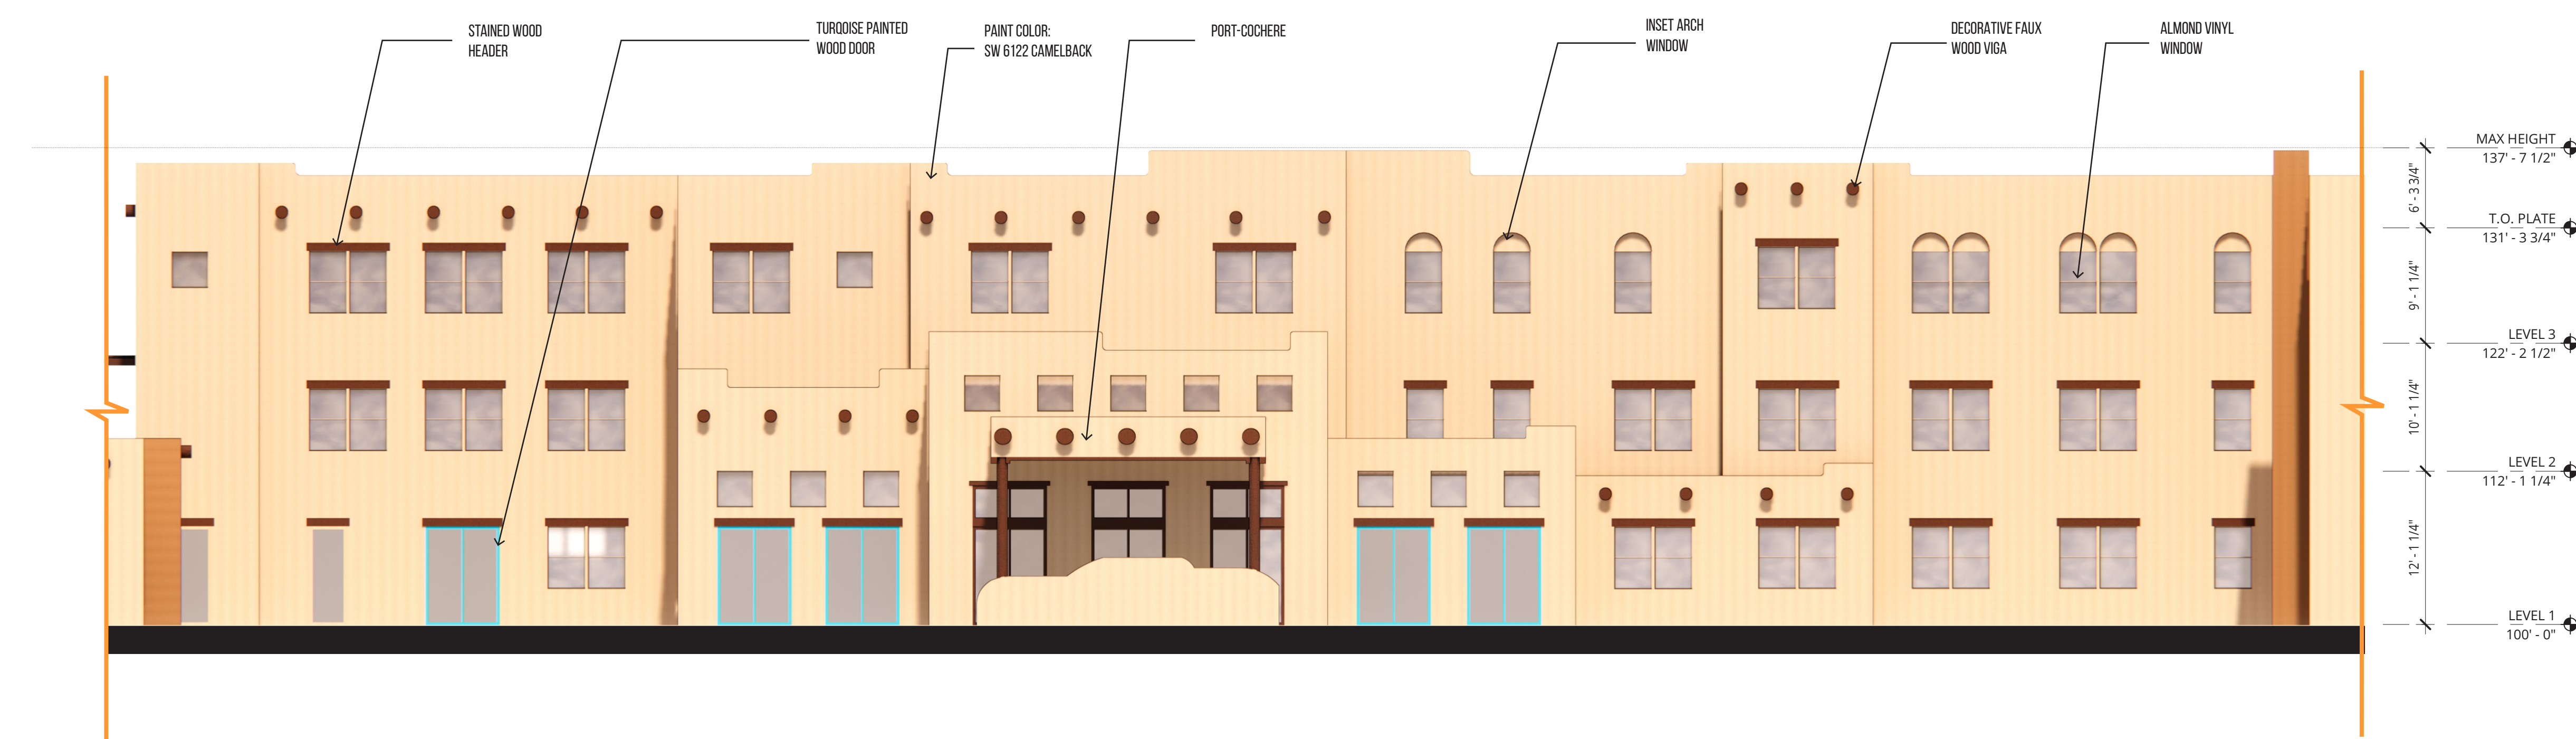 STAINED WOOD
HEADER
TURQOISE PAINTED
WOOD DOOR
PAINT COLOR:
SW 6122 CAMELBACK
PORT-COCHERE
INSET ARCH
WINDOW
DECORATIVE FAUX
WOOD VIGA
ALMOND VINYL
WINDOW
MAX HEIGHT
137' - 7 1/2"
6' - 3 3/4"
T.O. PLATE
131' - 3 3/4"
9' - 1 1/4"
LEVEL 3
122' - 2 1/2"
10' - 1 1/4"
LEVEL 2
112' - 1 1/4"
12' - 1 1/4"
LEVEL 1
100' - 0"